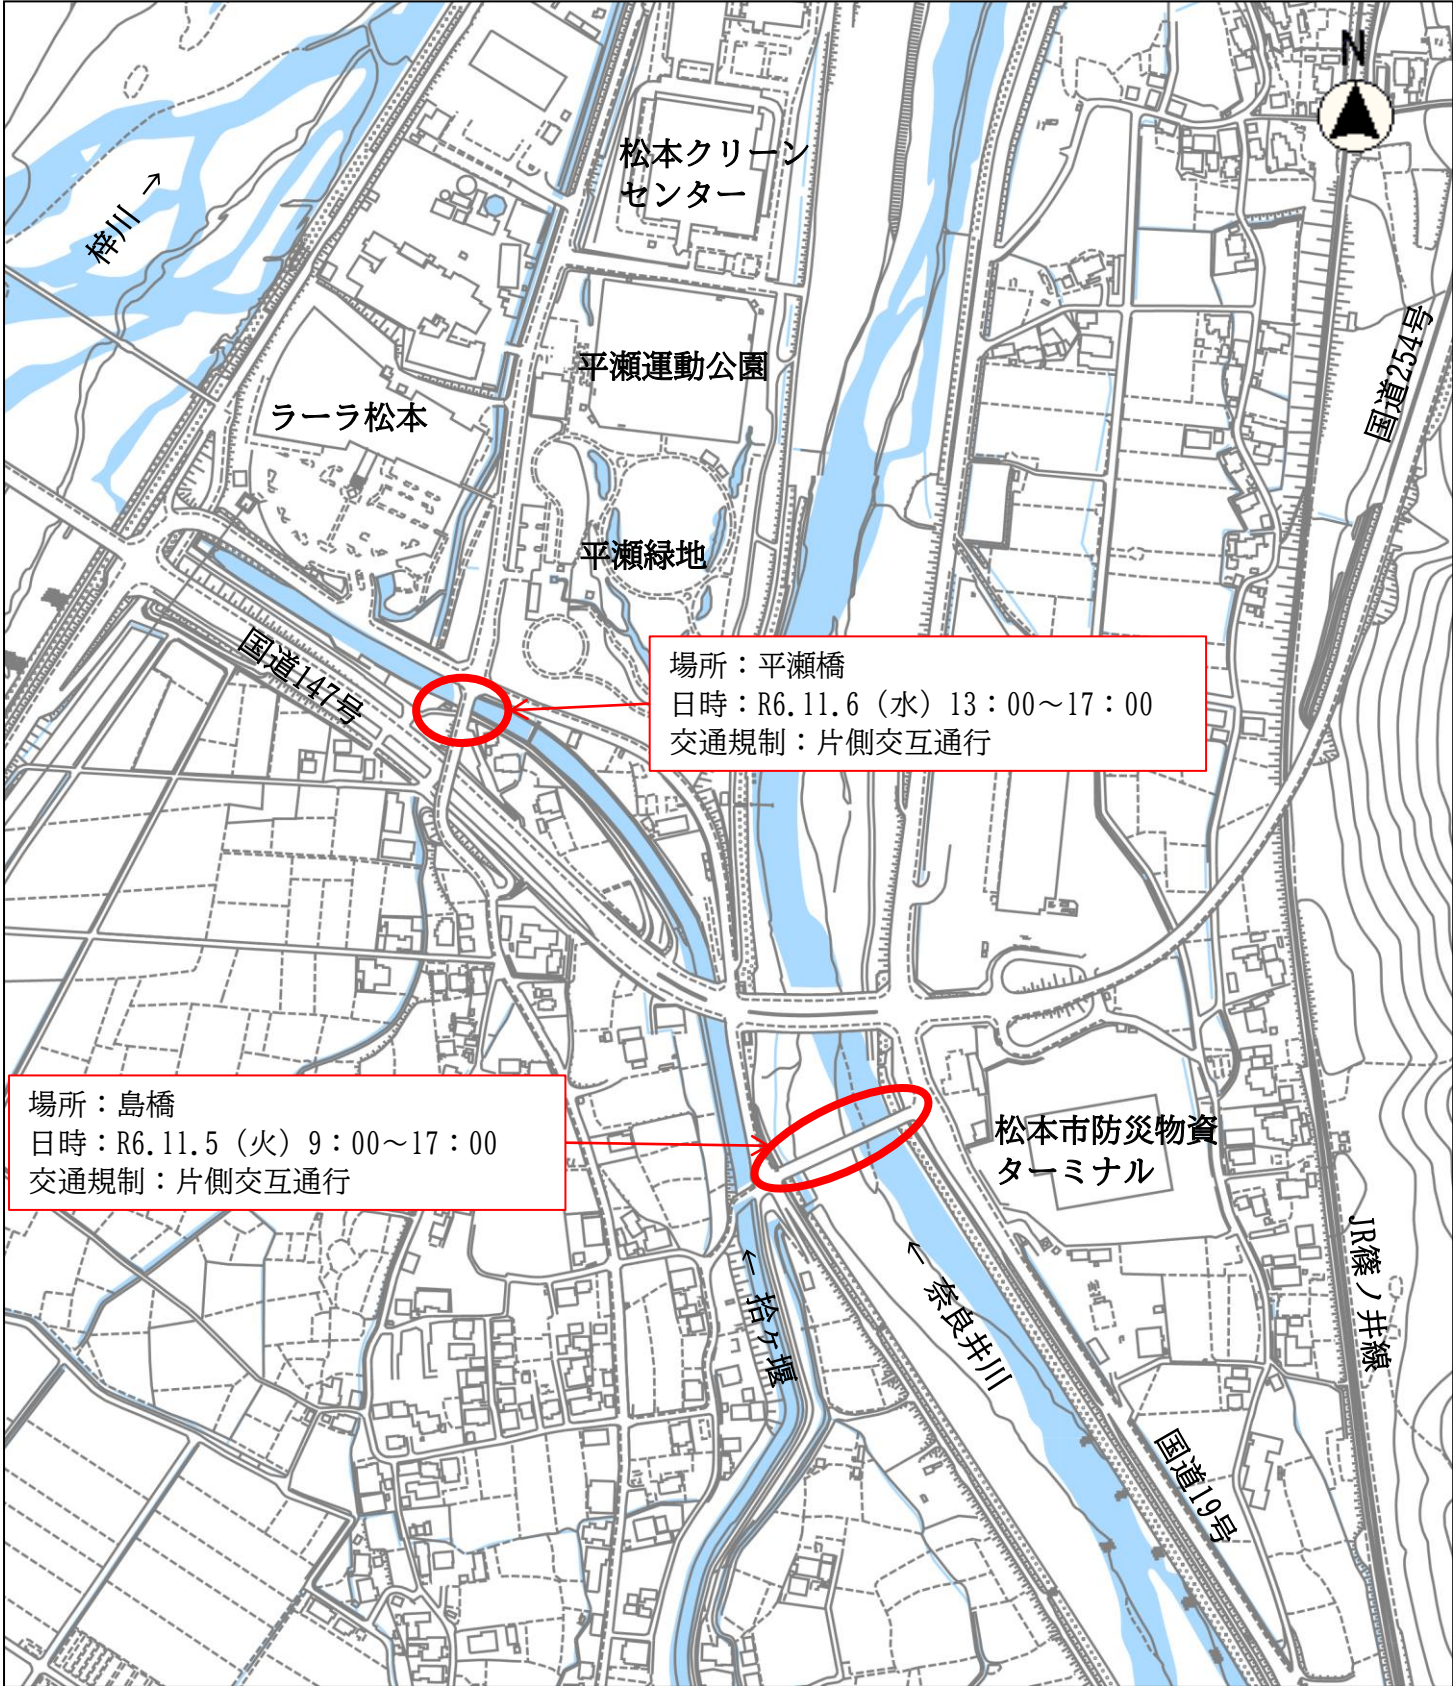 N
松本クリーン
センター
梓川 →
国道254号
平瀬運動公園
ラーラ松本
平瀬緑地
国道147号
場所：平瀬橋
日時：R6.11.6（水）13：00～17：00
交通規制：片側交互通行
場所：島橋
日時：R6.11.5（火）9：00～17：00
交通規制：片側交互通行
松本市防災物資
ターミナル
← 拾ケ堰
← 奈良井川
JR篠ノ井線
国道19号